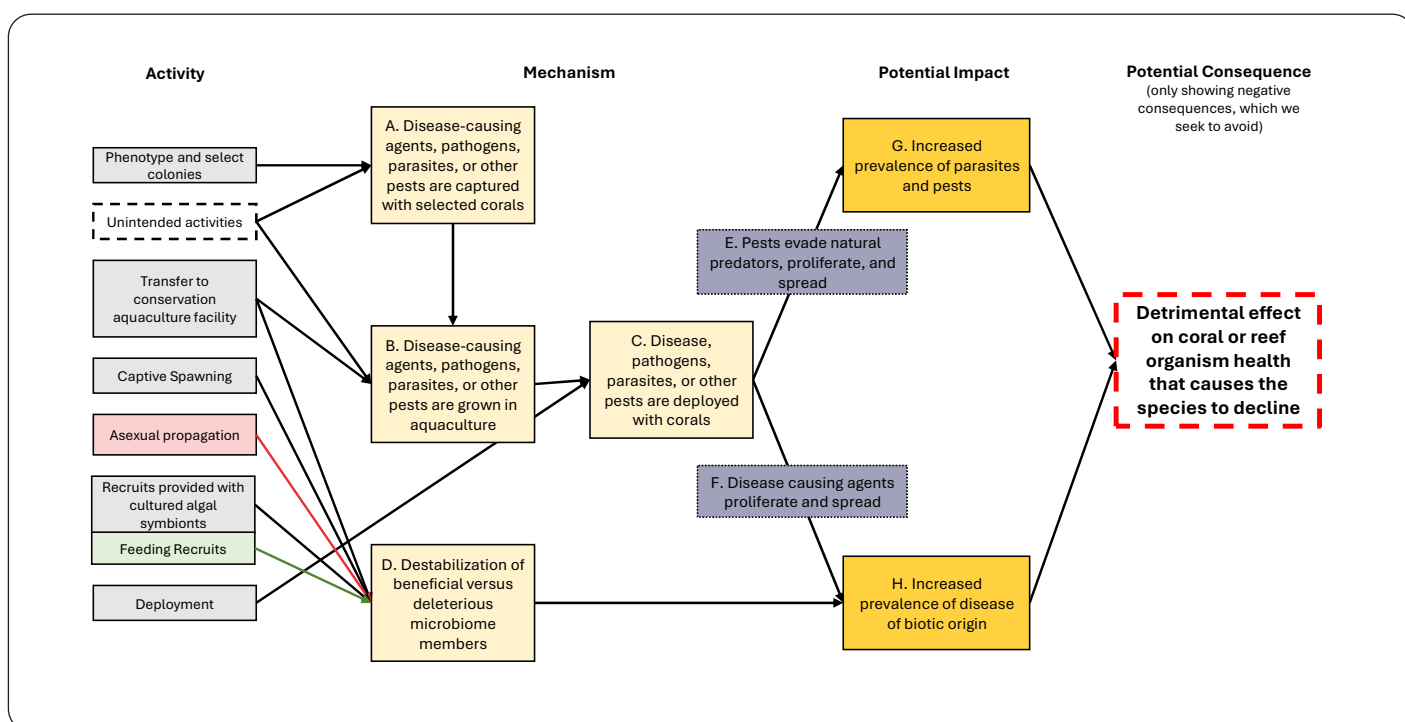 Activity
Mechanism
Potential Impact
Potential Consequence
(only showing negative
consequences, which we
seek to avoid)
Phenotype and select
colonies
Unintended activities
Transfer to
conservation
aquaculture facility
Captive Spawning
Asexual propagation
Recruits provided with
cultured algal
symbionts
Feeding Recruits
Deployment
A. Disease-causing
agents, pathogens,
parasites, or other
pests are captured
with selected corals
B. Disease-causing
agents, pathogens,
parasites, or other
pests are grown in
aquaculture
C. Disease,
pathogens,
parasites, or other
pests are deployed
with corals
D. Destabilization of
beneficial versus
deleterious
microbiome
members
E. Pests evade natural
predators, proliferate, and
spread
F. Disease causing agents
proliferate and spread
G. Increased
prevalence of parasites
and pests
H. Increased
prevalence of disease
of biotic origin
Detrimental effect
on coral or reef
organism health
that causes the
species to decline